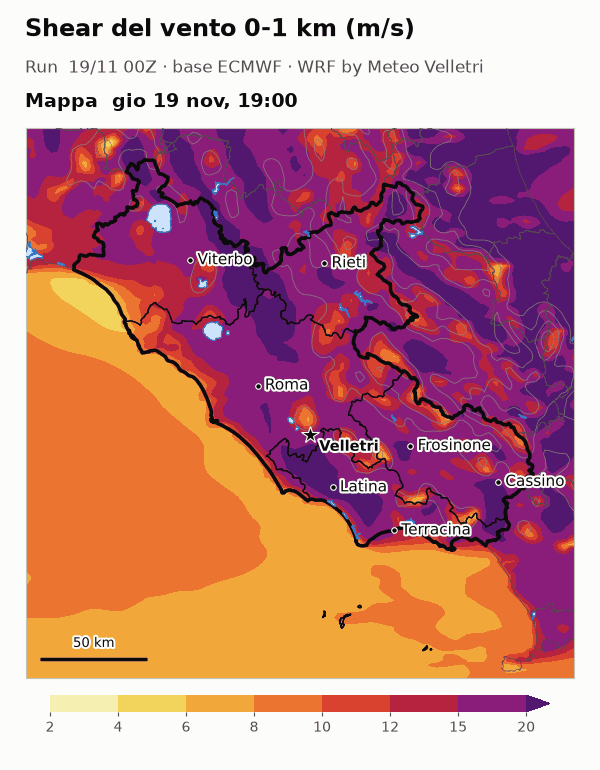 Shear del vento 0-1 km (m/s)
Run 19/11 00Z · base ECMWF · WRF by Meteo Velletri
Mappa gio 19 nov, 19:00
Viterbo
Rieti
Roma
Velletri
Frosinone
Latina
Cassino
Terracina
50 km
2 4 6 8 10 12 15 20